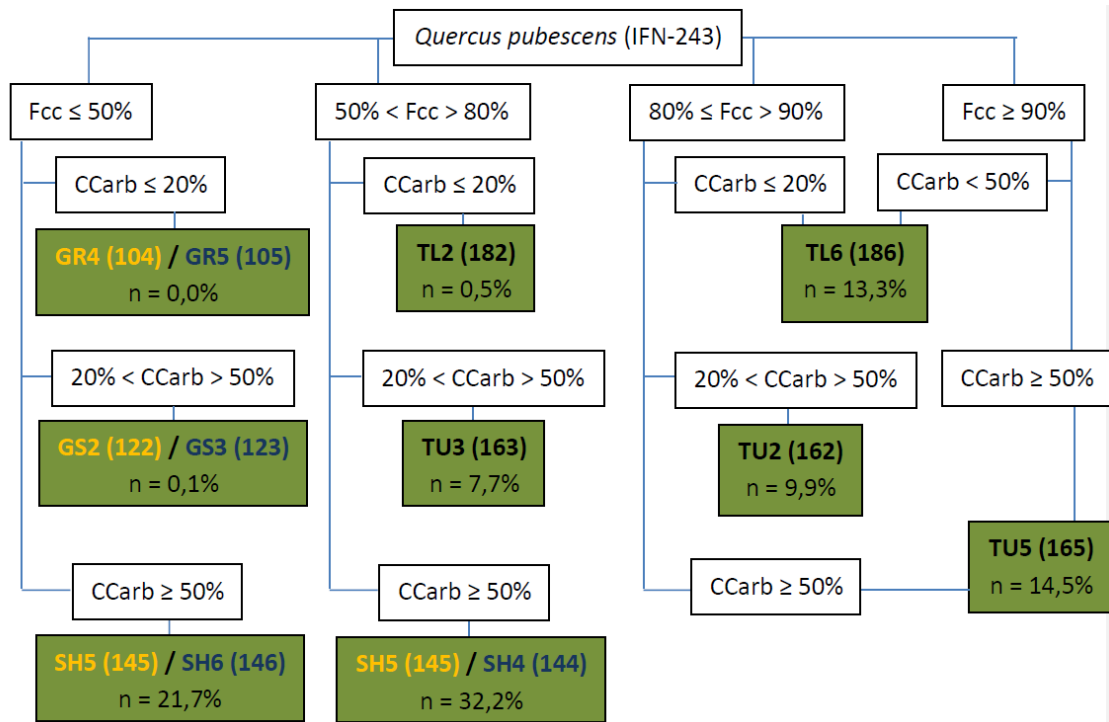 Quercus pubescens (IFN-243)
Fcc ≤ 50%
50% < Fcc > 80%
80% ≤ Fcc > 90%
Fcc ≥ 90%
CCarb ≤ 20%
CCarb ≤ 20%
CCarb ≤ 20%
CCarb < 50%
GR4 (104) / GR5 (105)
n = 0,0%
TL2 (182)
n = 0,5%
TL6 (186)
n = 13,3%
20% < CCarb > 50%
20% < CCarb > 50%
20% < CCarb > 50%
CCarb ≥ 50%
GS2 (122) / GS3 (123)
n = 0,1%
TU3 (163)
n = 7,7%
TU2 (162)
n = 9,9%
TU5 (165)
n = 14,5%
CCarb ≥ 50%
CCarb ≥ 50%
CCarb ≥ 50%
SH5 (145) / SH6 (146)
n = 21,7%
SH5 (145) / SH4 (144)
n = 32,2%